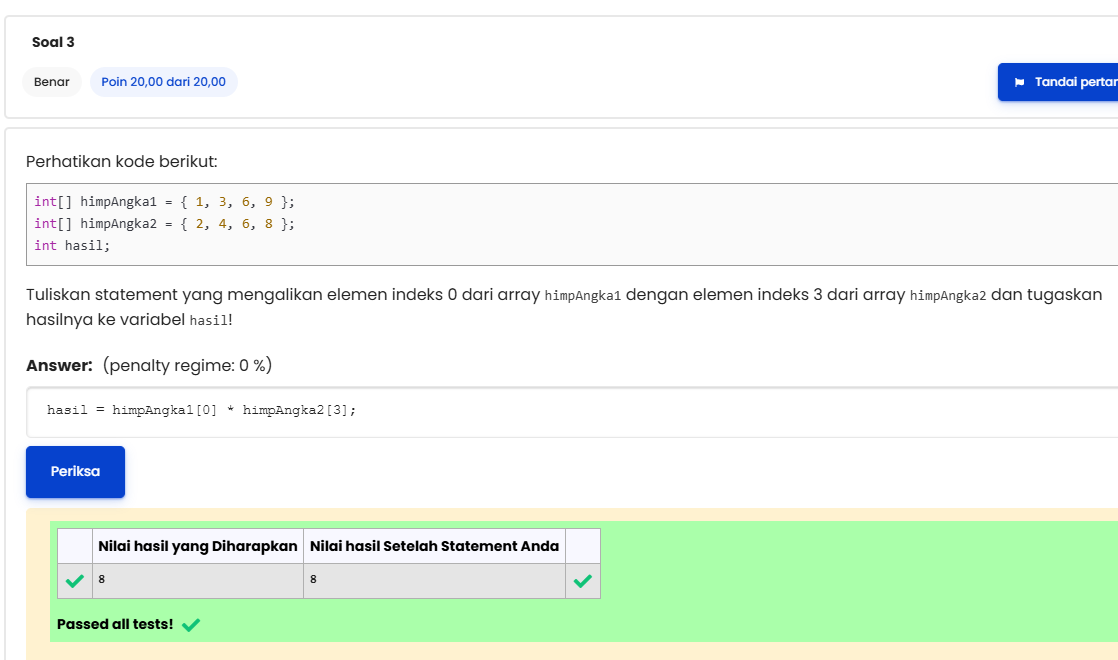 Soal 3
Benar
Poin 20,00 dari 20,00
Tandai pertan
Perhatikan kode berikut:
int[] himpAngka1 = { 1, 3, 6, 9 };
int[] himpAngka2 = { 2, 4, 6, 8 };
int hasil;
Tuliskan statement yang mengalikan elemen indeks 0 dari array himpAngka1 dengan elemen indeks 3 dari array himpAngka2 dan tugaskan
hasilnya ke variabel hasil!
Answer: (penalty regime: 0 %)
hasil = himpAngka1[0] * himpAngka2[3];
Periksa
Nilai hasil yang Diharapkan Nilai hasil Setelah Statement Anda
8 8
Passed all tests!